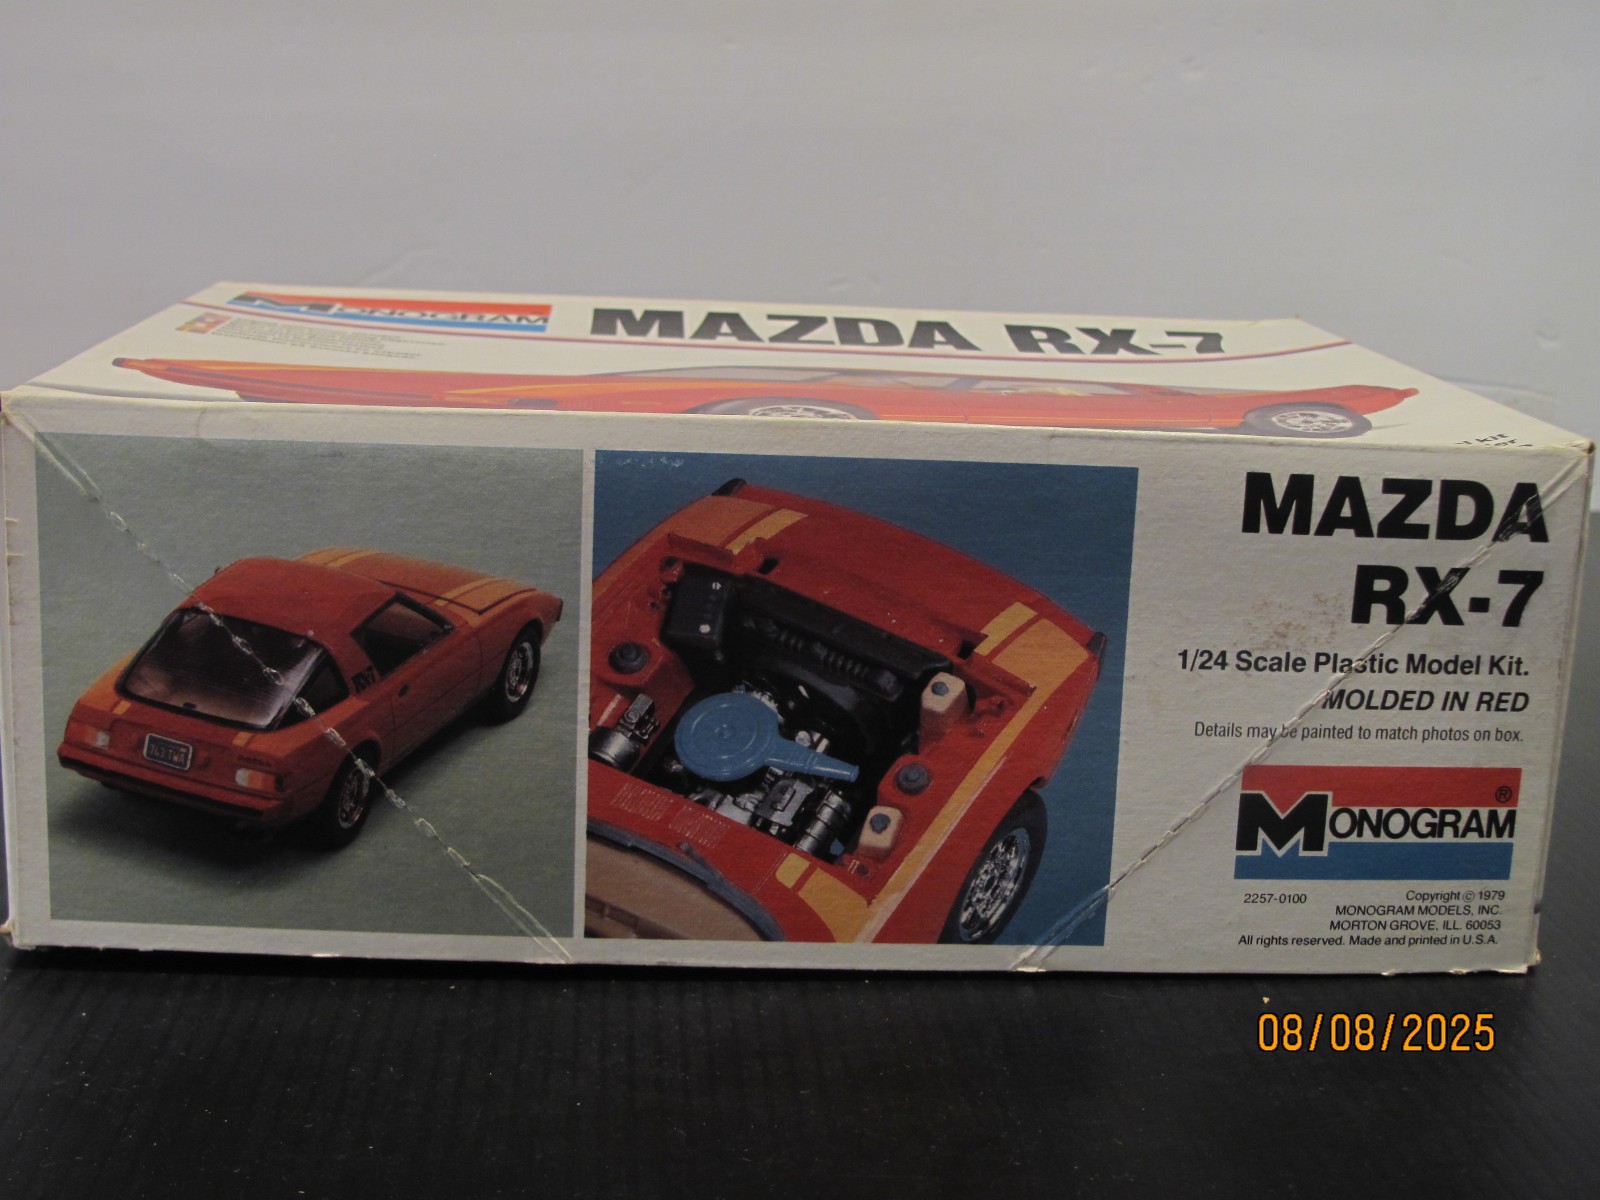 MONOGRAM
MAZDA RX-7
MAZDA
RX-7
1/24 Scale Plastic Model Kit.
MOLDED IN RED
Details may be painted to match photos on box.
MONOGRAM®
2257-0100
Copyright © 1979
MONOGRAM MODELS, INC.
MORTON GROVE, ILL. 60053
All rights reserved. Made and printed in U.S.A.
RX-7
08/08/2025